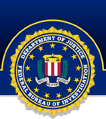 DEPARTMENT OF JUSTICE
FEDERAL BUREAU OF INVESTIGATION